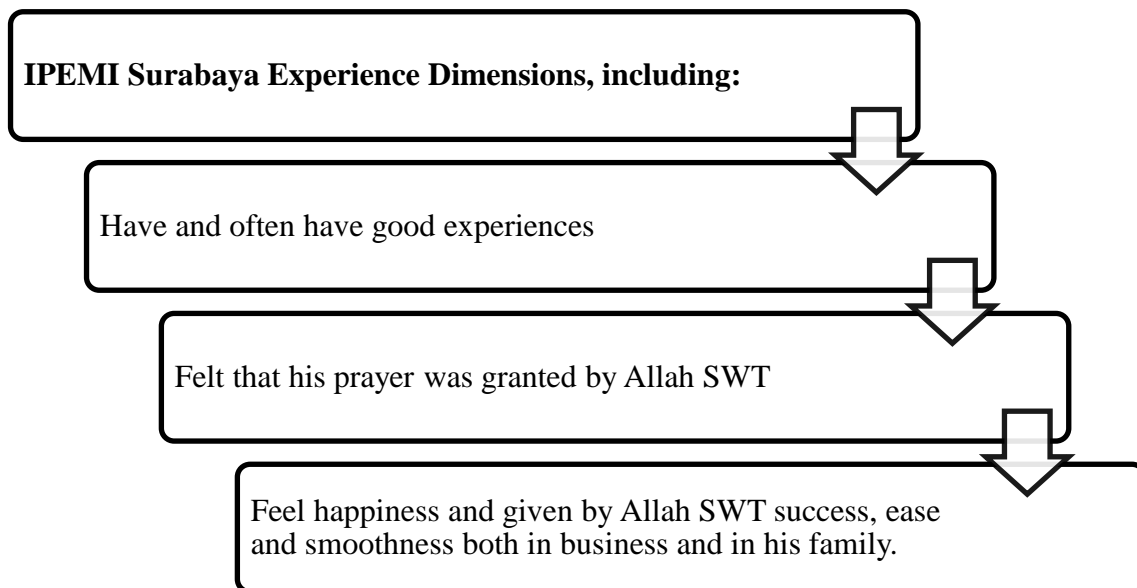 IPEMI Surabaya Experience Dimensions, including:
Have and often have good experiences
Felt that his prayer was granted by Allah SWT
Feel happiness and given by Allah SWT success, ease
and smoothness both in business and in his family.